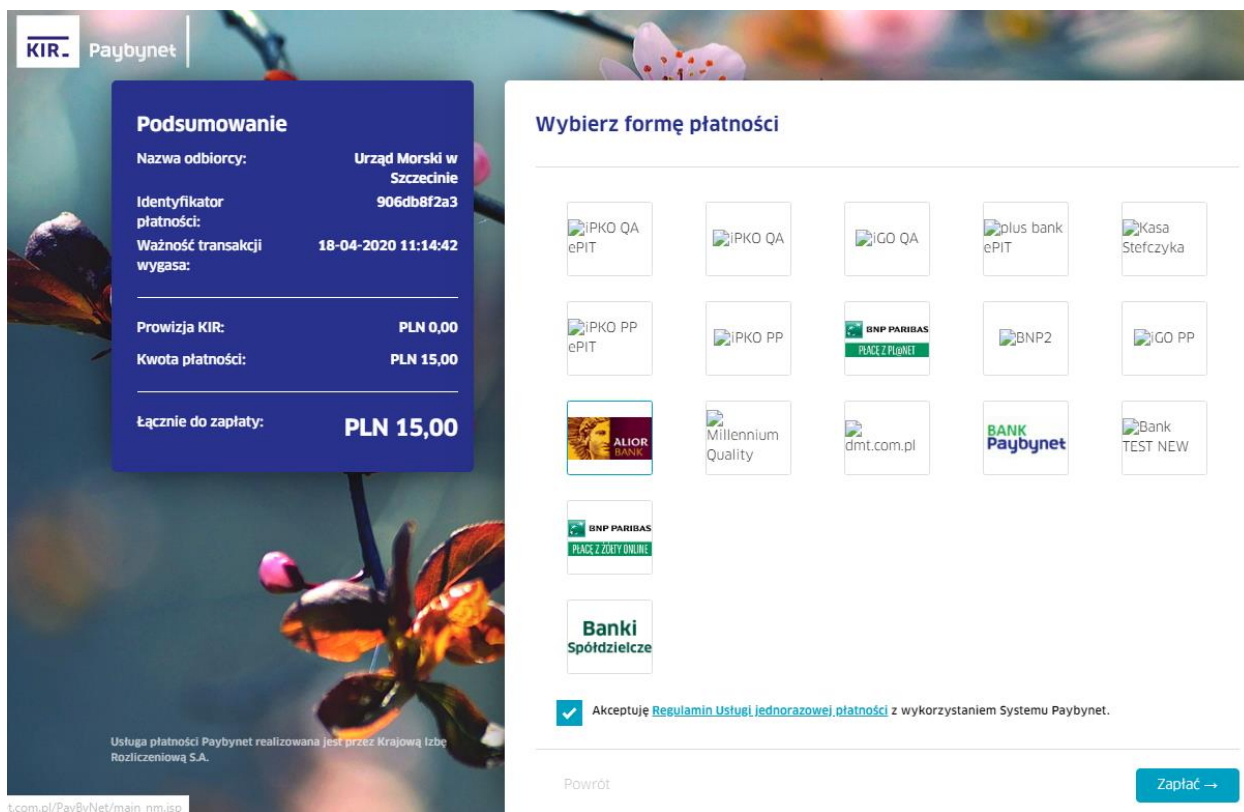 KIR
Paybynet
Podsumowanie
Nazwa odbiorcy: Urząd Morski w
Szczecinie
Identyfikator 906db8f2a3
płatności:
Ważność transakcji 18-04-2020 11:14:42
wygasa:
Prowizja KIR: PLN 0,00
Kwota płatności: PLN 15,00
Łącznie do zapłaty: PLN 15,00
Usługa płatności Paybynet realizowana jest przez Krajową Izbę
Rozliczeniową S.A.
t.com.pl/PayByNet/main_nm.jsp
Wybierz formę płatności
iPKO QA
ePIT
iPKO QA
iGO QA
plus bank
ePIT
Kasa
Stefczyka
iPKO PP
ePIT
iPKO PP
BNP PARIBAS
PŁACĘ Z PL@NET
BNP2
iGO PP
ALIOR
BANK
Millennium
Quality
dmt.com.pl
BANK
Paybynet
Bank
TEST NEW
BNP PARIBAS
PŁACĘ Z ŻÓŁTY ONLINE
Banki
Spółdzielcze
Akceptuję Regulamin Usługi jednorazowej płatności z wykorzystaniem Systemu Paybynet.
Powrót
Zapłać →